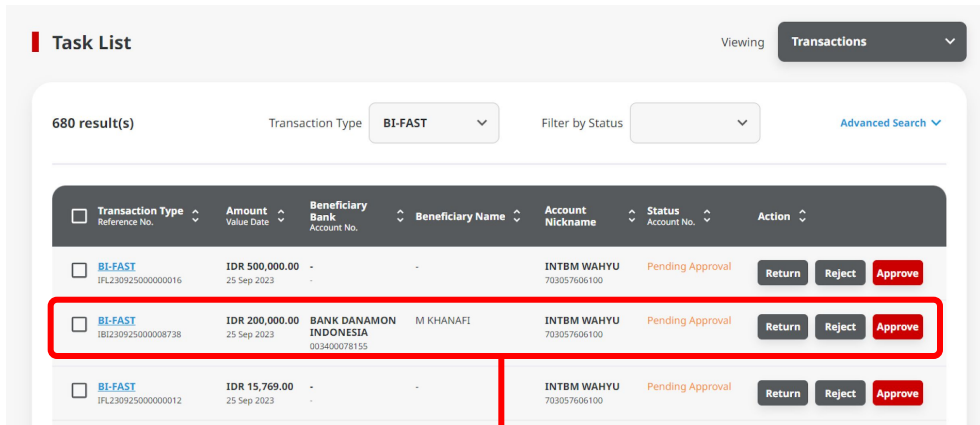 Task List
Viewing
Transactions
680 result(s)
Transaction Type
BI-FAST
Filter by Status
Advanced Search
Transaction Type
Reference No.
Amount
Value Date
Beneficiary
Bank
Account No.
Beneficiary Name
Account
Nickname
Status
Account No.
Action
BI-FAST
IFL230925000000016
IDR 500,000.00
25 Sep 2023
-
-
-
INTBM WAHYU
703057606100
Pending Approval
Return
Reject
Approve
BI-FAST
IBI230925000008738
IDR 200,000.00
25 Sep 2023
BANK DANAMON
INDONESIA
003400078155
M KHANAFI
INTBM WAHYU
703057606100
Pending Approval
Return
Reject
Approve
BI-FAST
IFL230925000000012
IDR 15,769.00
25 Sep 2023
-
-
-
INTBM WAHYU
703057606100
Pending Approval
Return
Reject
Approve